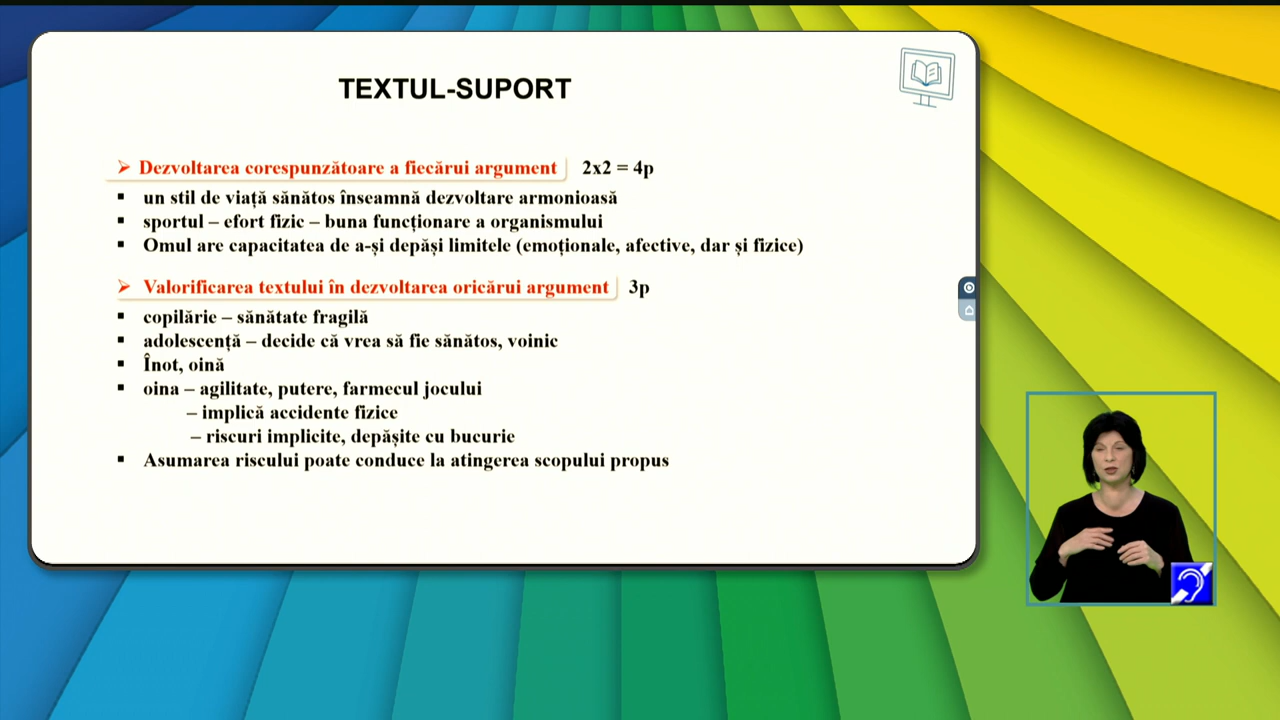 TEXTUL-SUPORT
➢ Dezvoltarea corespunzătoare a fiecărui argument 2x2 = 4p
▪ un stil de viață sănătos înseamnă dezvoltare armonioasă
▪ sportul – efort fizic – buna funcționare a organismului
▪ Omul are capacitatea de a-și depăși limitele (emoționale, afective, dar și fizice)
➢ Valorificarea textului în dezvoltarea oricărui argument 3p
▪ copilărie – sănătate fragilă
▪ adolescență – decide că vrea să fie sănătos, voinic
▪ Înot, oină
▪ oina – agilitate, putere, farmecul jocului
– implică accidente fizice
– riscuri implicite, depășite cu bucurie
▪ Asumarea riscului poate conduce la atingerea scopului propus